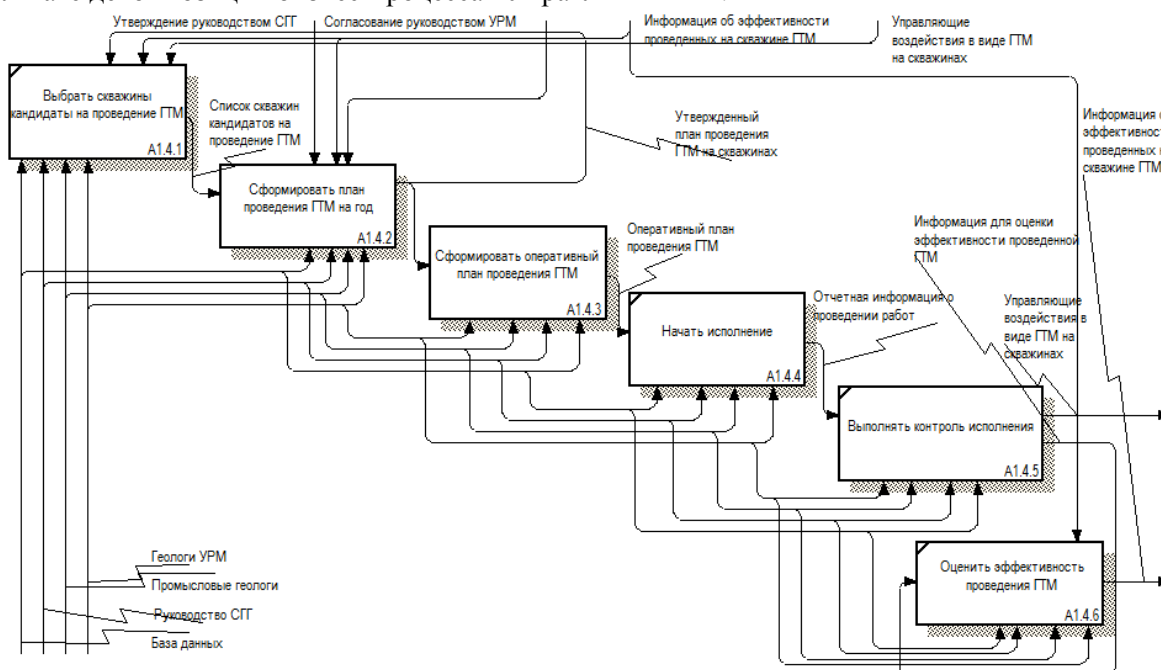 Утверждение руководством СГГ
Согласование руководством УРМ
Информация об эффективности
проведенных на скважине ГТМ
Управляющие
воздействия в виде ГТМ
на скважинах
Выбрать скважины
кандидаты на проведение ГТМ
A1.4.1
Список скважин
кандидатов на
проведение ГТМ
Утвержденный
план проведения
ГТМ на скважинах
Информация
эффективност
проведенных
скважине ГТМ
Сформировать план
проведения ГТМ на год
A1.4.2
Сформировать оперативный
план проведения ГТМ
A1.4.3
Оперативный план
проведения ГТМ
Информация для оценки
эффективности проведенной
ГТМ
Начать исполнение
A1.4.4
Отчетная информация о
проведении работ
Управляющие
воздействия в
виде ГТМ на
скважинах
Выполнять контроль исполнения
A1.4.5
Оценить эффективность
проведения ГТМ
A1.4.6
Геологи УРМ
Промысловые геологи
Руководство СГГ
База данных